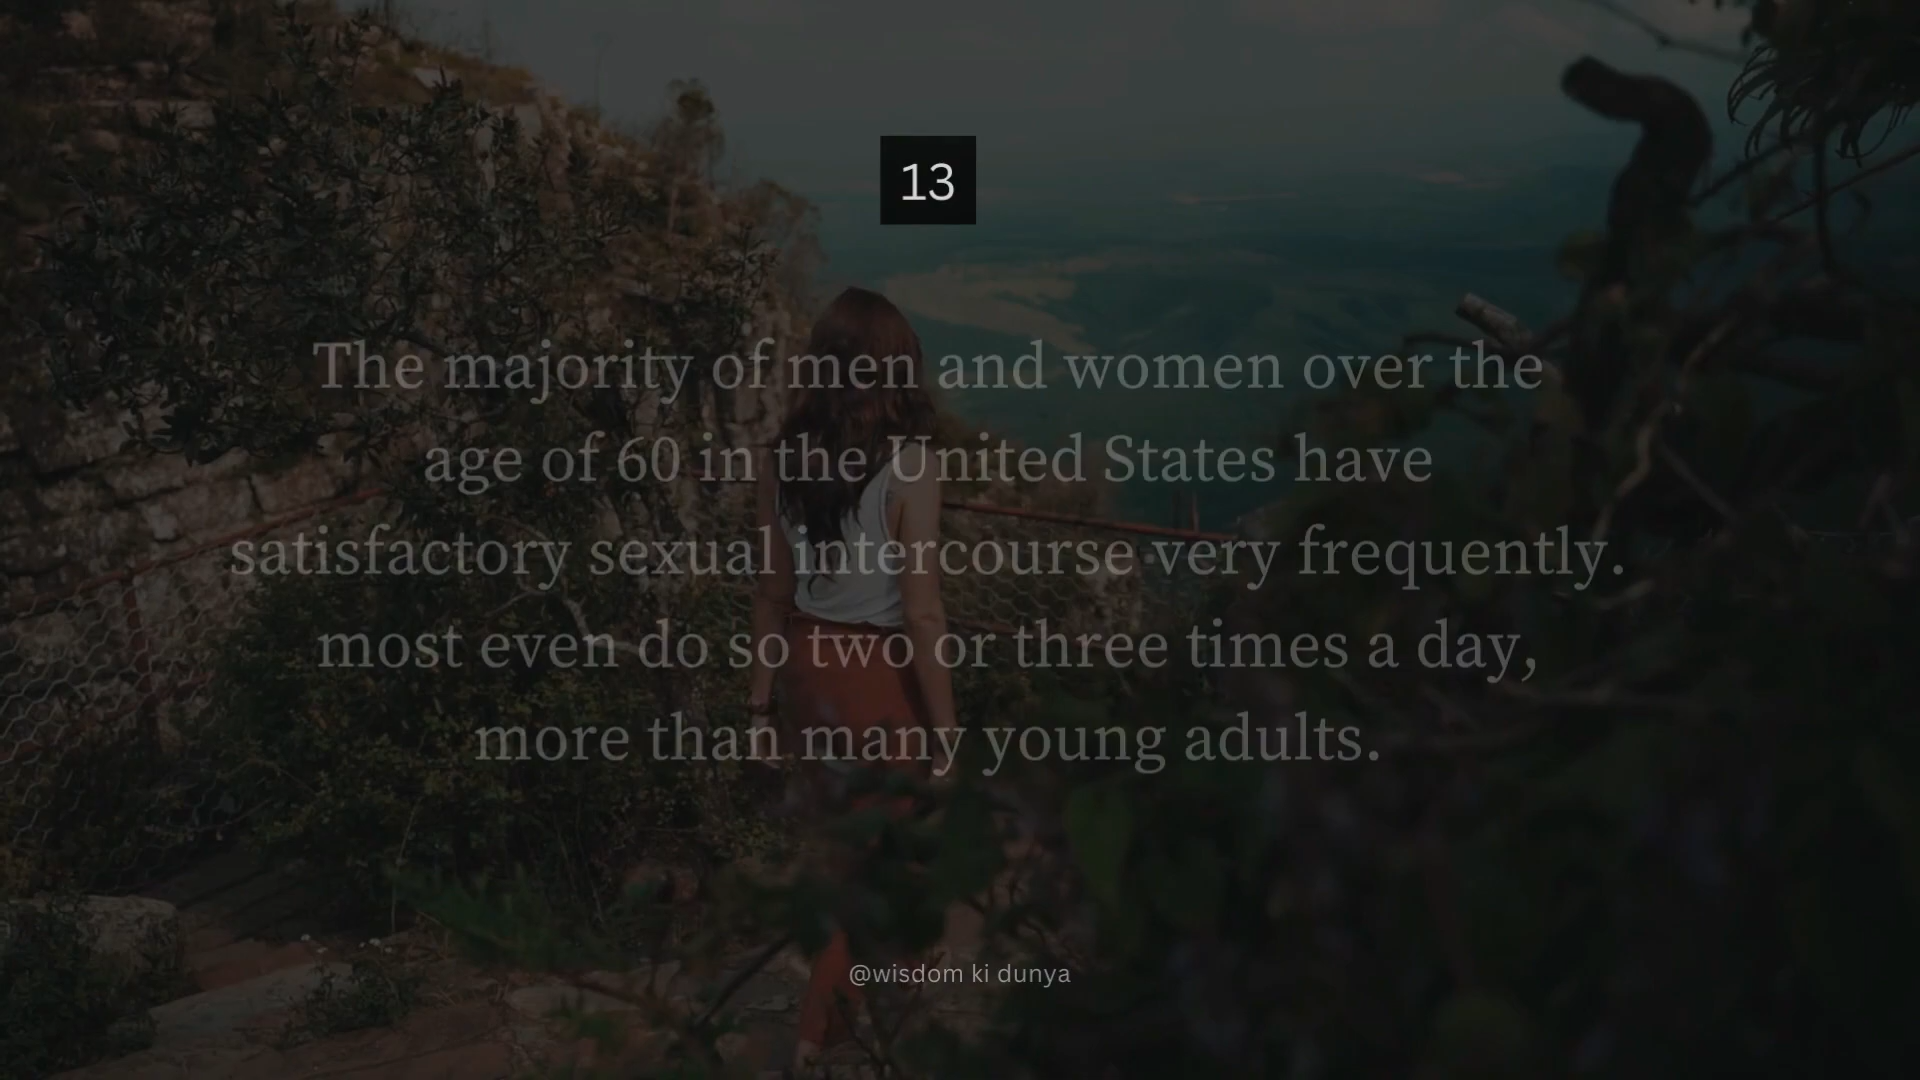 13
The majority of men and women over the
age of 60 in the United States have
satisfactory sexual intercourse very frequently.
most even do so two or three times a day,
more than many young adults.
@wisdom ki dunya